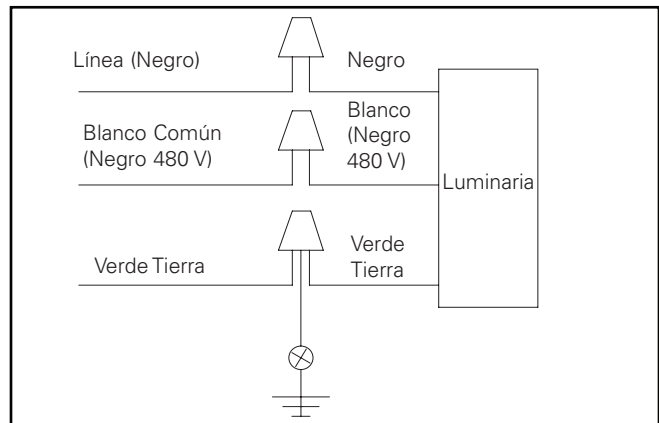 Línea (Negro)
Negro
Blanco Común
(Negro 480 V)
Blanco
(Negro
480 V)
Luminaria
Verde Tierra
Verde
Tierra